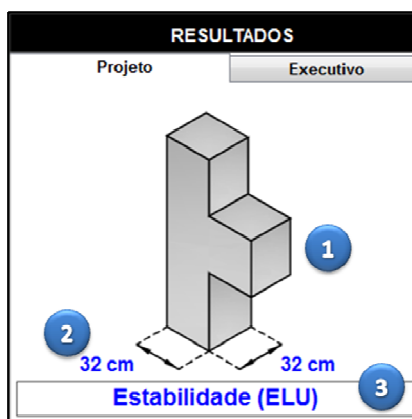 RESULTADOS
Projeto Executivo
1
2
32 cm 32 cm
3
Estabilidade (ELU)